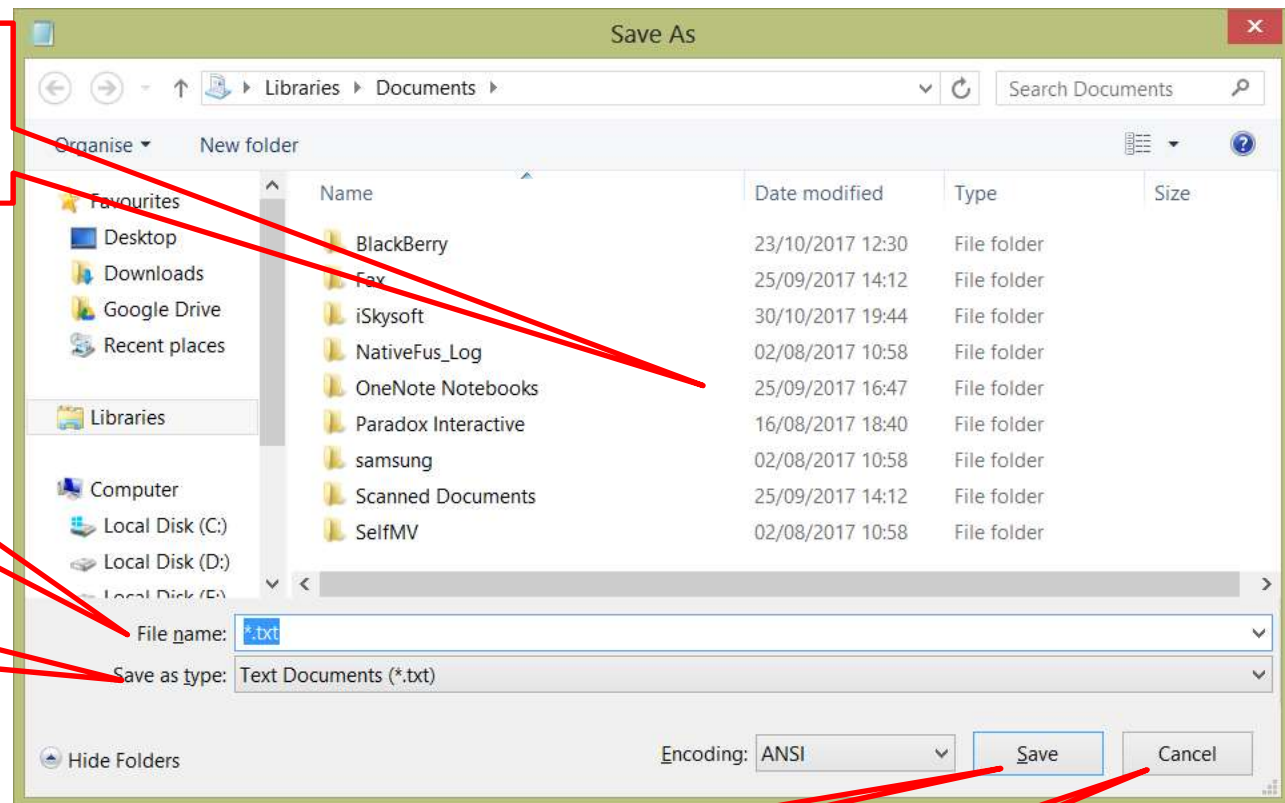 Save As
Libraries Documents
Search Documents
Organise New folder
Name Date modified Type Size
Favourites
Desktop
Downloads
Google Drive
Recent places
Libraries
Computer
Local Disk (C:)
Local Disk (D:)
Local Disk (E:)
BlackBerry 23/10/2017 12:30 File folder
Fax 25/09/2017 14:12 File folder
iSkysoft 30/10/2017 19:44 File folder
NativeFus_Log 02/08/2017 10:58 File folder
OneNote Notebooks 25/09/2017 16:47 File folder
Paradox Interactive 16/08/2017 18:40 File folder
samsung 02/08/2017 10:58 File folder
Scanned Documents 25/09/2017 14:12 File folder
SelfMV 02/08/2017 10:58 File folder
File name: *.txt
Save as type: Text Documents (*.txt)
Hide Folders
Encoding: ANSI
Save
Cancel